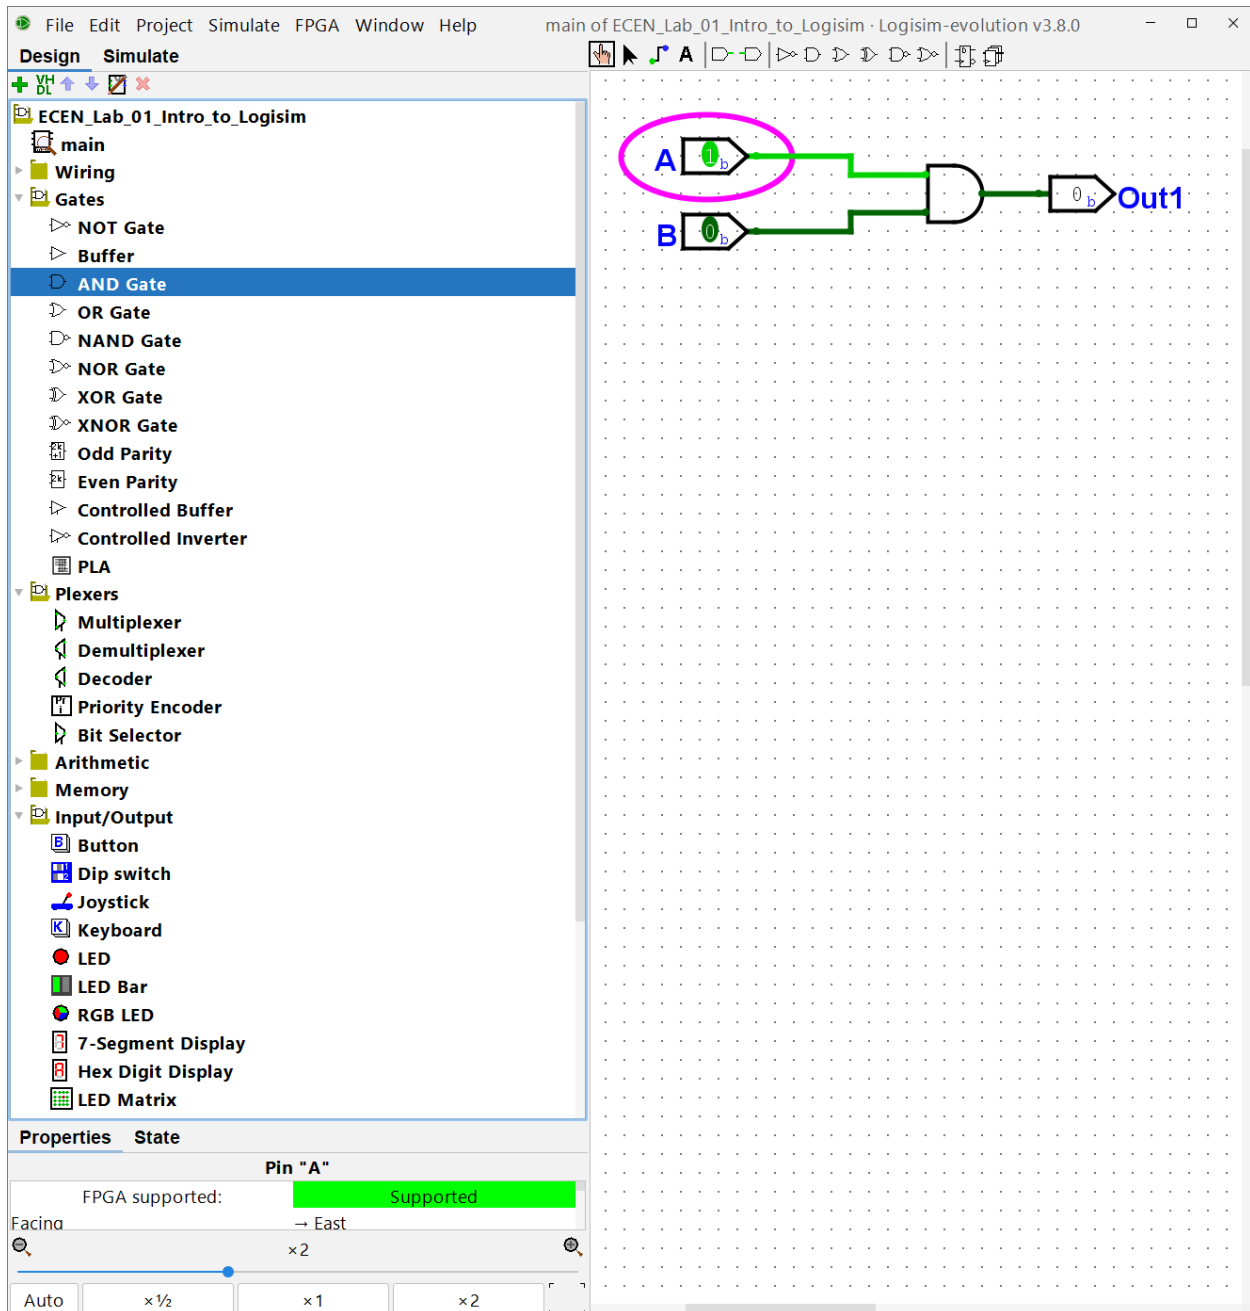 File Edit Project Simulate FPGA Window Help main of ECEN_Lab_01_Intro_to_Logisim · Logisim-evolution v3.8.0
Design Simulate
A
VH
DL
ECEN_Lab_01_Intro_to_Logisim
main
Wiring
Gates
NOT Gate
Buffer
AND Gate
OR Gate
NAND Gate
NOR Gate
XOR Gate
XNOR Gate
Odd Parity
Even Parity
Controlled Buffer
Controlled Inverter
PLA
Plexers
Multiplexer
Demultiplexer
Decoder
Priority Encoder
Bit Selector
Arithmetic
Memory
Input/Output
Button
Dip switch
Joystick
Keyboard
LED
LED Bar
RGB LED
7-Segment Display
Hex Digit Display
LED Matrix
Properties State
Pin "A"
FPGA supported: Supported
Facing → East
×2
Auto ×½ ×1 ×2
A 1 b
B 0 b
0 b Out1